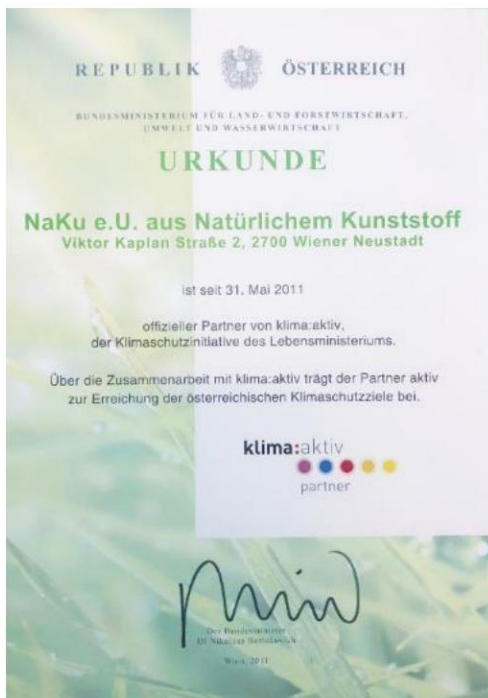 REPUBLIK ÖSTERREICH
BUNDESMINISTERIUM FÜR LAND- UND FORSTWIRTSCHAFT,
UMWELT UND WASSERWIRTSCHAFT
URKUNDE
NaKu e.U. aus Natürlichem Kunststoff
Viktor Kaplan Straße 2, 2700 Wiener Neustadt
ist seit 31. Mai 2011
offizieller Partner von klima:aktiv,
der Klimaschutzinitiative des Lebensministeriums.
Über die Zusammenarbeit mit klima:aktiv trägt der Partner aktiv
zur Erreichung der österreichischen Klimaschutzziele bei.
klima:aktiv
partner
Der Bundesminister
DI Nikolaus Berlakovich
Wien, 2011